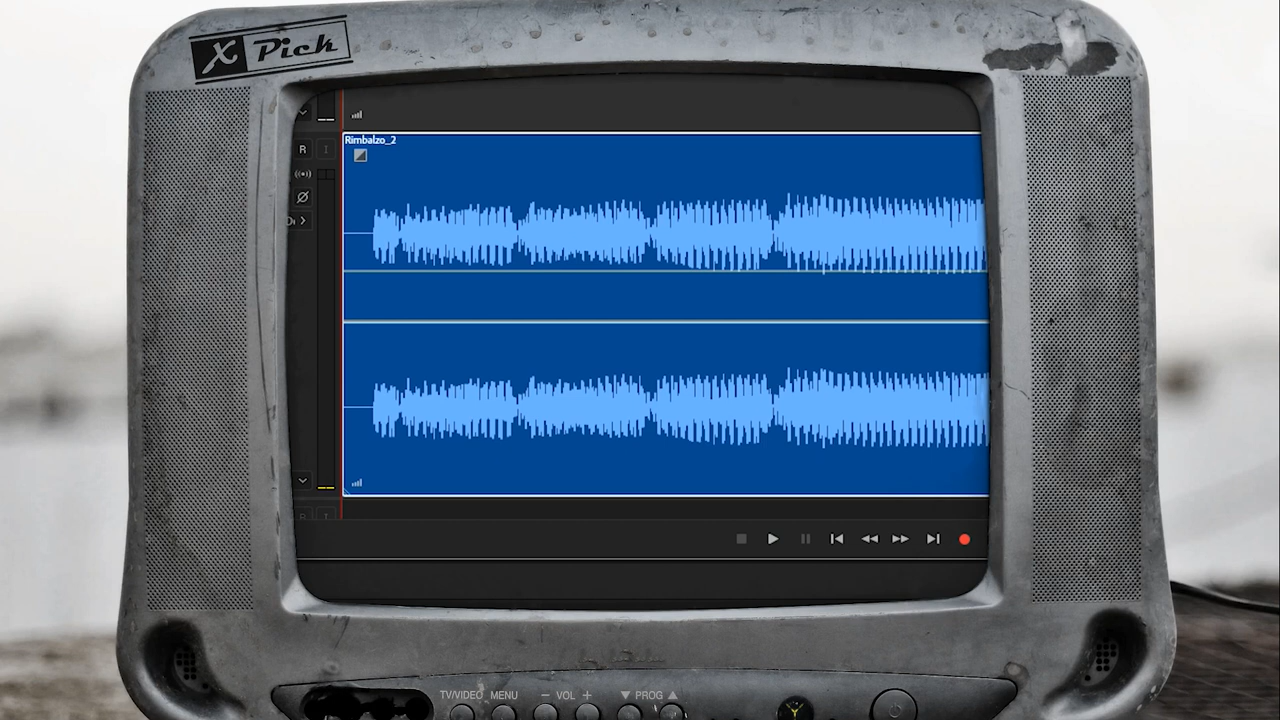 X Pick
Rimbalzo_2
R I
R I
TV/VIDEO MENU − VOL + ▼ PROG ▲